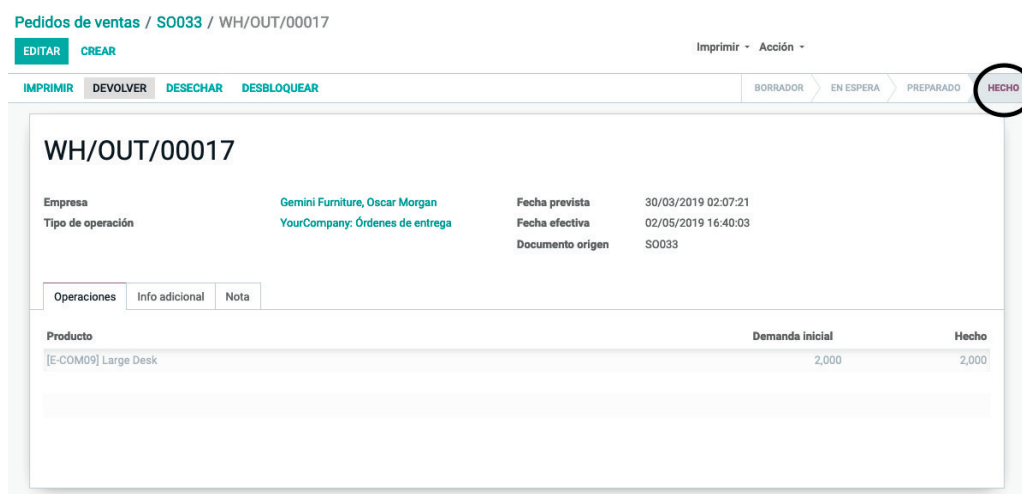 Pedidos de ventas / SO033 / WH/OUT/00017
EDITAR CREAR Imprimir Acción
IMPRIMIR DEVOLVER DESECHAR DESBLOQUEAR BORRADOR EN ESPERA PREPARADO HECHO
WH/OUT/00017
Empresa Gemini Furniture, Oscar Morgan Fecha prevista 30/03/2019 02:07:21
Tipo de operación YourCompany: Órdenes de entrega Fecha efectiva 02/05/2019 16:40:03
Documento origen SO033
Operaciones Info adicional Nota
Producto Demanda inicial Hecho
[E-COM09] Large Desk 2,000 2,000